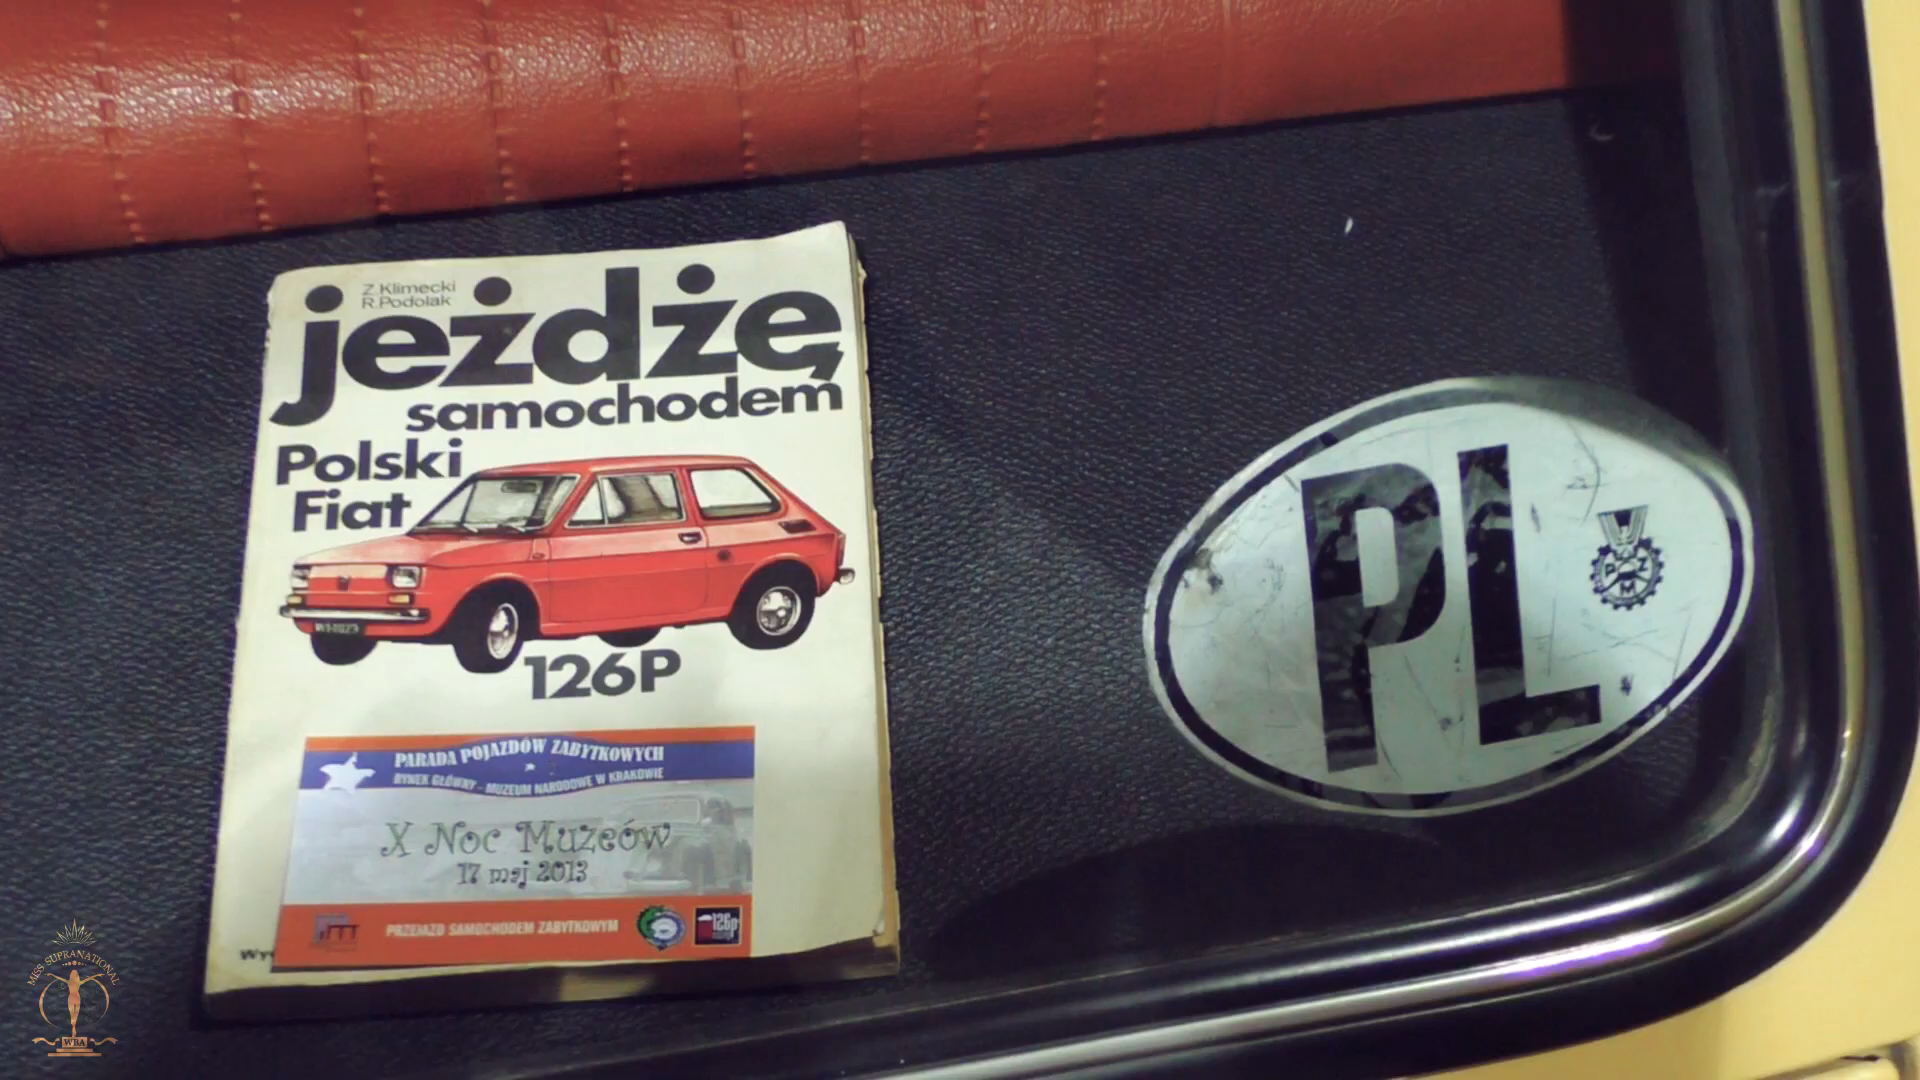 Z. Klimecki
R. Podolak
jeżdżę
samochodem
Polski
Fiat
126P
PARADA POJAZDÓW ZABYTKOWYCH
RYNEK GŁÓWNY - MUZEUM NARODOWE W KRAKOWIE
X Noc Muzeów
17 maj 2013
PRZEJAZD SAMOCHODEM ZABYTKOWYM
126p
PL
PZM
MISS SUPRANATIONAL
WBA